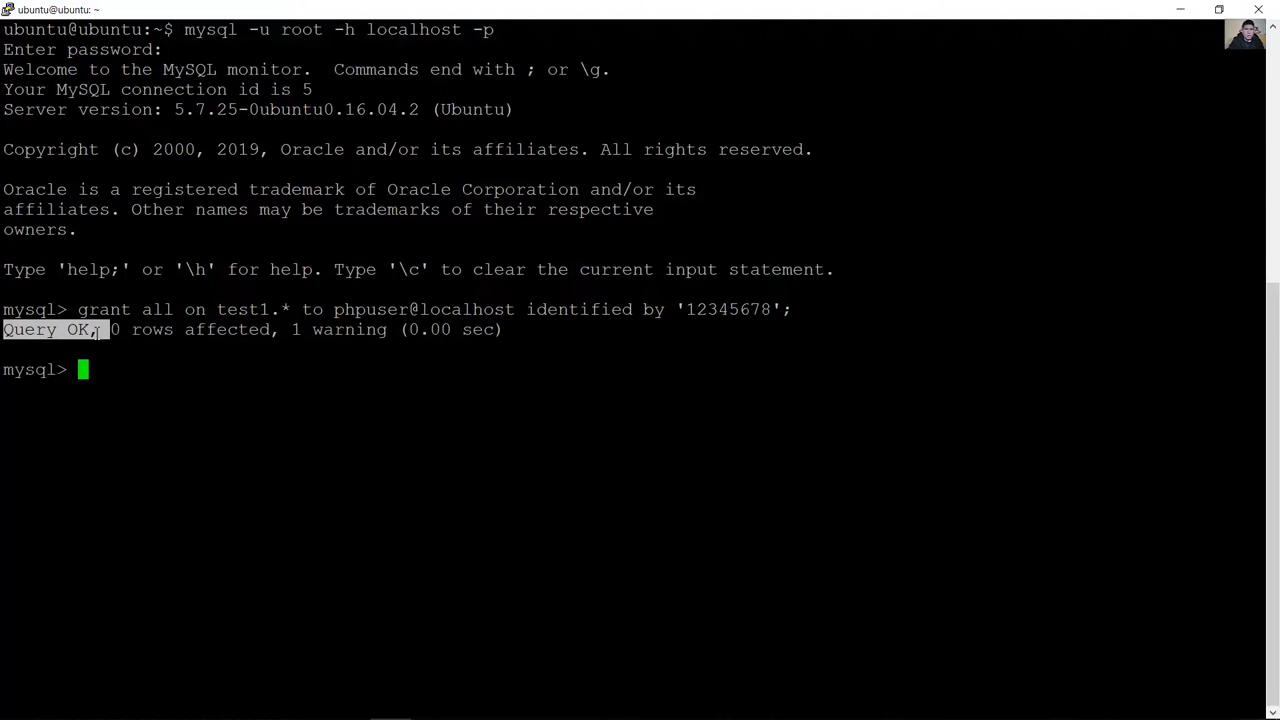 ubuntu@ubuntu: ~
ubuntu@ubuntu:~$ mysql -u root -h localhost -p
Enter password:
Welcome to the MySQL monitor.  Commands end with ; or \g.
Your MySQL connection id is 5
Server version: 5.7.25-0ubuntu0.16.04.2 (Ubuntu)
Copyright (c) 2000, 2019, Oracle and/or its affiliates. All rights reserved.
Oracle is a registered trademark of Oracle Corporation and/or its
affiliates. Other names may be trademarks of their respective
owners.
Type 'help;' or '\h' for help. Type '\c' to clear the current input statement.
mysql> grant all on test1.* to phpuser@localhost identified by '12345678';
Query OK, 0 rows affected, 1 warning (0.00 sec)
mysql>